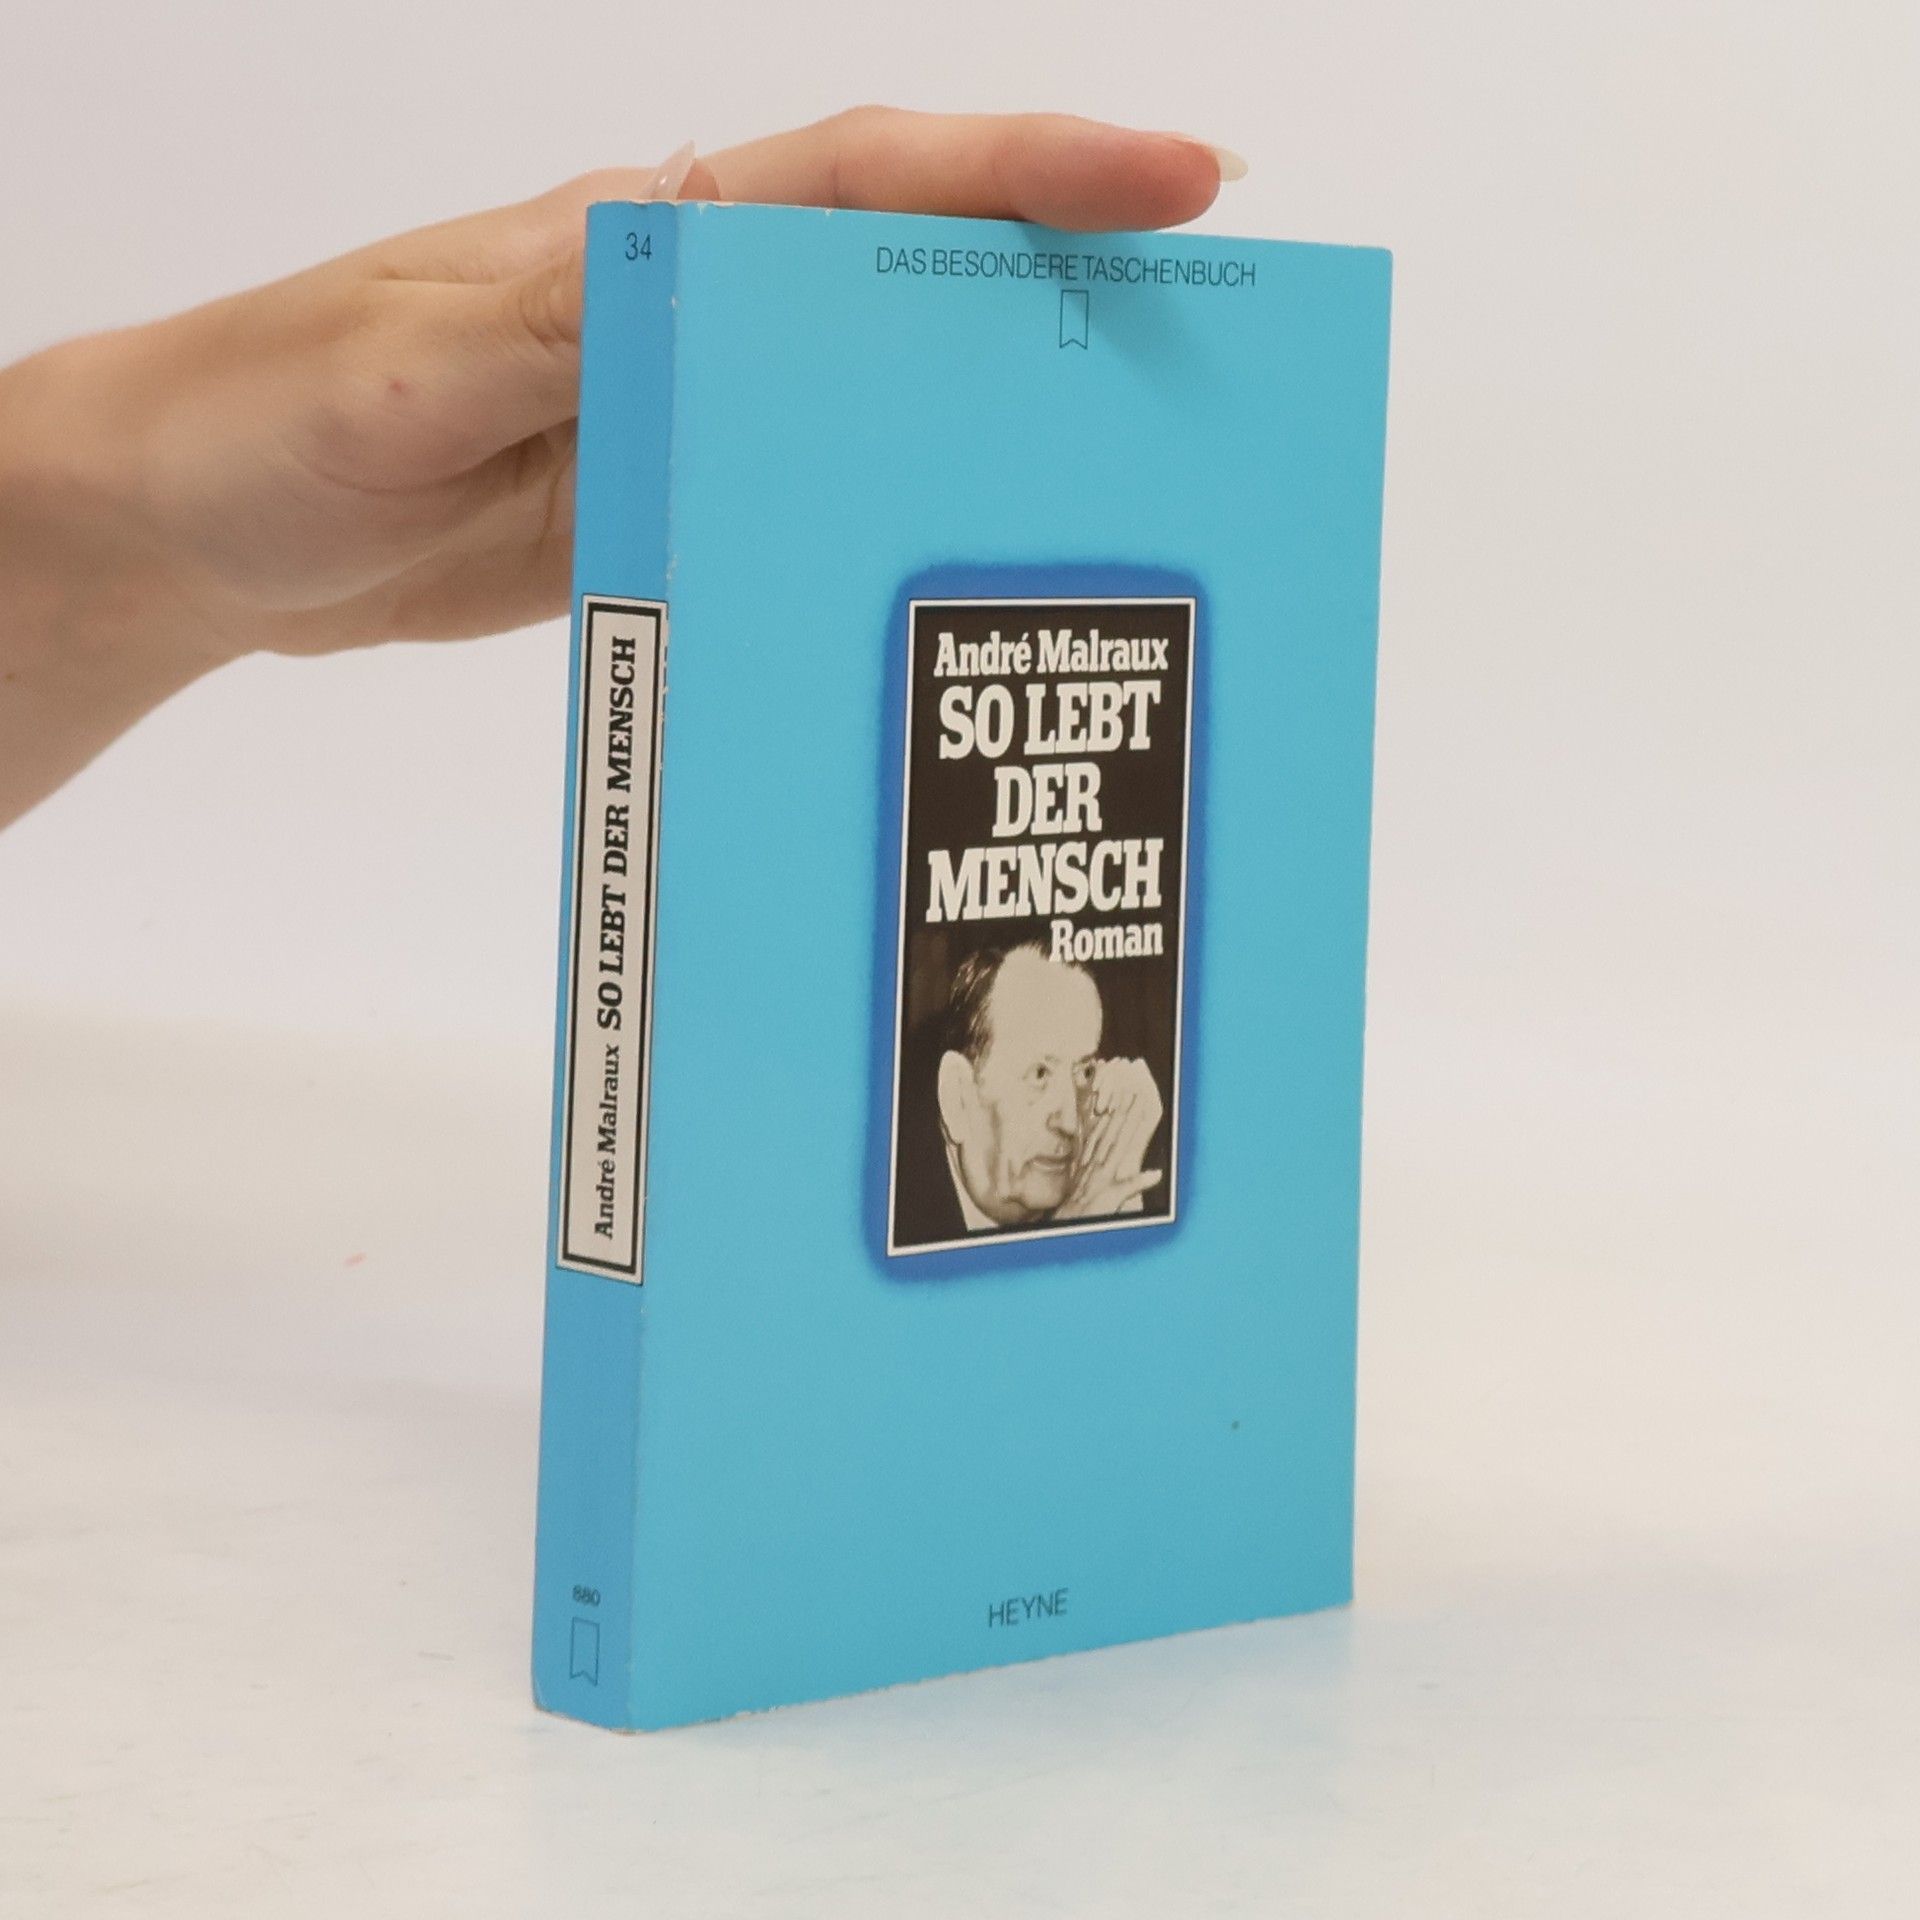 34
DAS BESONDERE TASCHENBUCH
André Malraux
SO LEBT
DER
MENSCH
Roman
HEYNE
André Malraux SO LEBT DER MENSCH
880